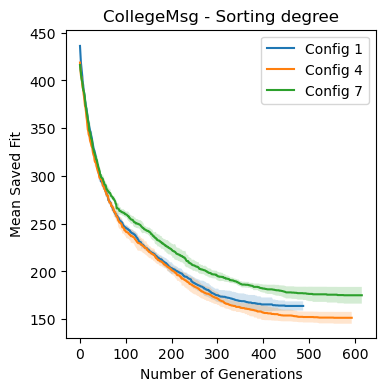 CollegeMsg - Sorting degree
Config 1
Config 4
Config 7
Mean Saved Fit
450
400
350
300
250
200
150
0 100 200 300 400 500 600
Number of Generations